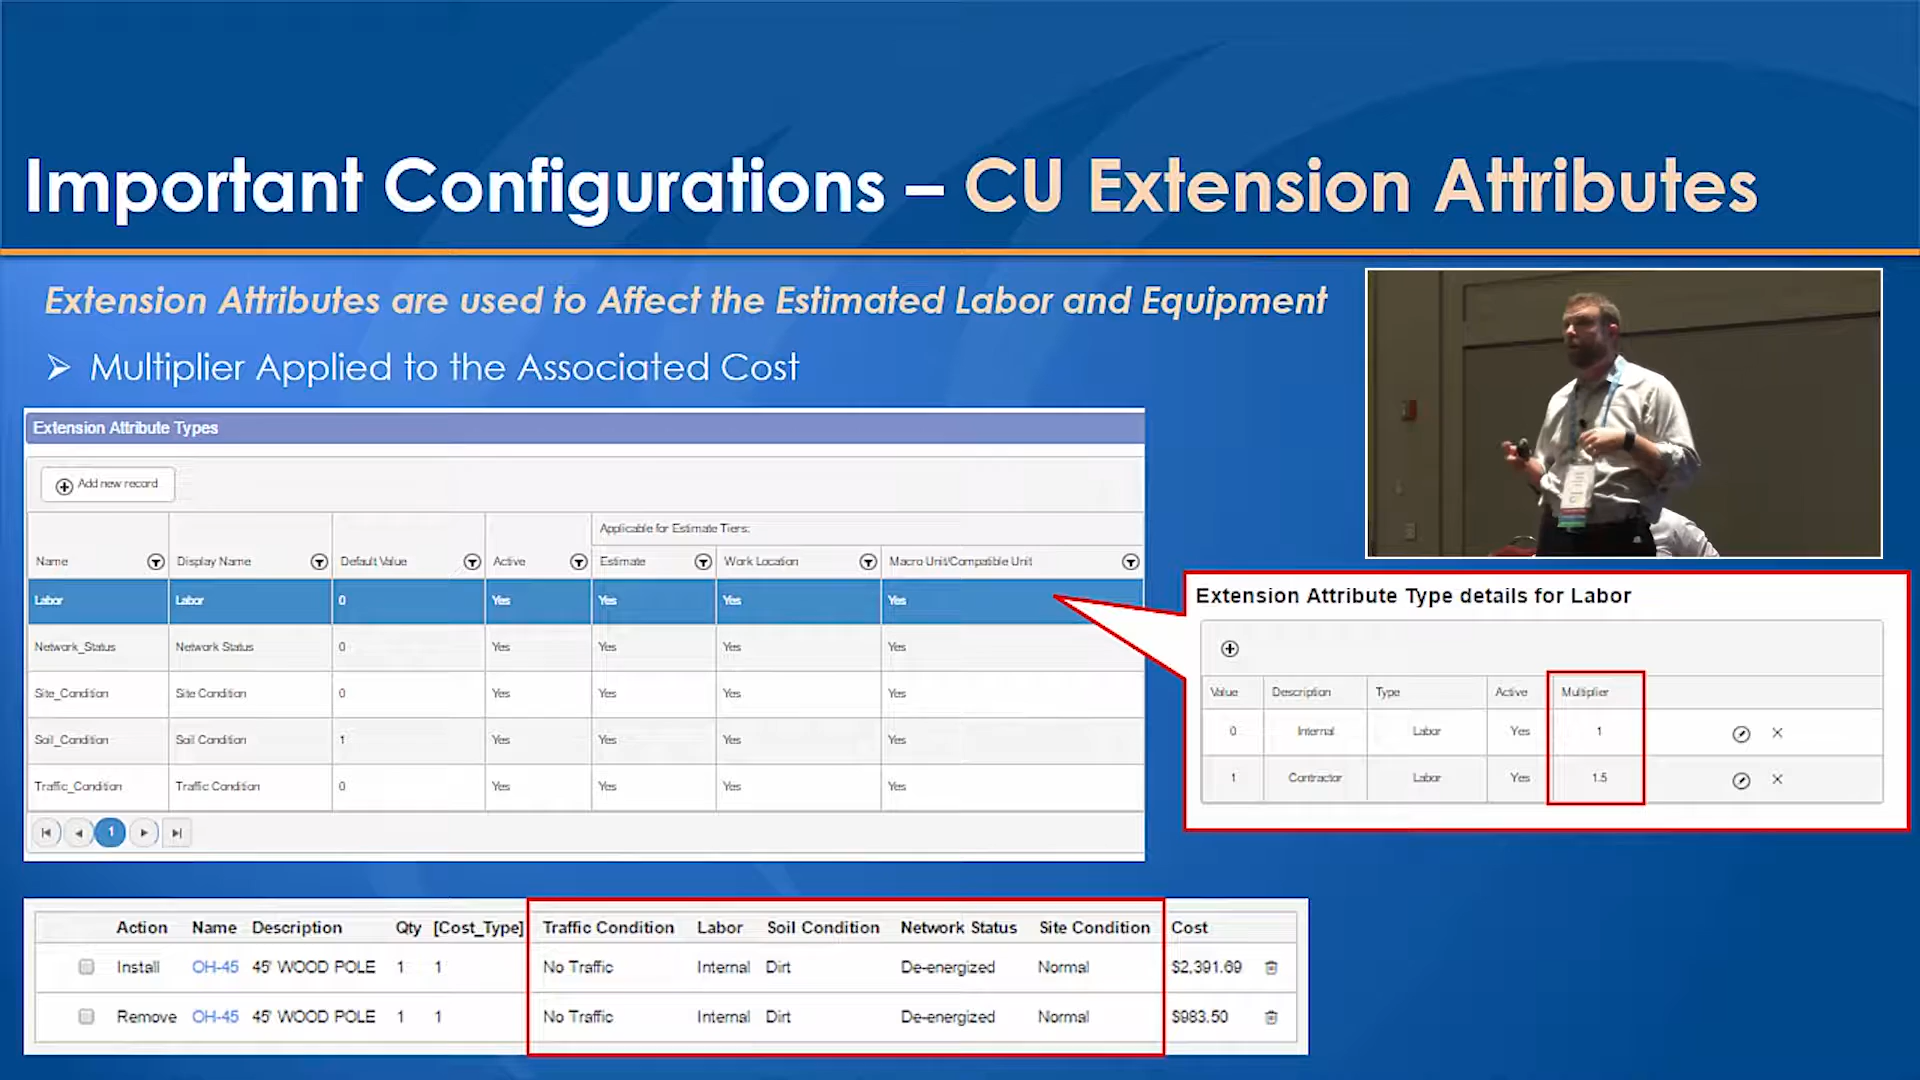 Important Configurations – CU Extension Attributes
Extension Attributes are used to Affect the Estimated Labor and Equipment
Multiplier Applied to the Associated Cost
Extension Attribute Types
Add new record
Applicable for Estimate Tiers:
Name Display Name Default Value Active Estimate Work Location Macro Unit/Compatible Unit
Labor Labor 0 Yes Yes Yes Yes
Network_Status Network Status 0 Yes Yes Yes Yes
Site_Condition Site Condition 0 Yes Yes Yes Yes
Soil_Condition Soil Condition 1 Yes Yes Yes Yes
Traffic_Condition Traffic Condition 0 Yes Yes Yes Yes
1
Extension Attribute Type details for Labor
Value Description Type Active Multiplier
0 Internal Labor Yes 1
1 Contractor Labor Yes 1.5
Action Name Description Qty [Cost_Type] Traffic Condition Labor Soil Condition Network Status Site Condition Cost
Install OH-45 45' WOOD POLE 1 1 No Traffic Internal Dirt De-energized Normal $2,391.69
Remove OH-45 45' WOOD POLE 1 1 No Traffic Internal Dirt De-energized Normal $983.50